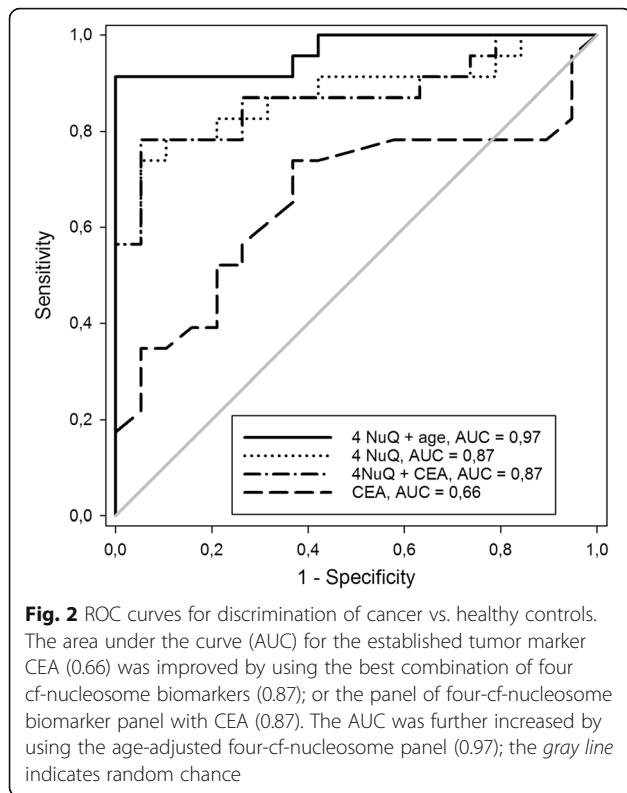 1,0
0,8
0,6
0,4
0,2
0,0
Sensitivity
4 NuQ + age, AUC = 0,97
4 NuQ, AUC = 0,87
4NuQ + CEA, AUC = 0,87
CEA, AUC = 0,66
0,0 0,2 0,4 0,6 0,8 1,0
1 - Specificity
Fig. 2 ROC curves for discrimination of cancer vs. healthy controls.
The area under the curve (AUC) for the established tumor marker
CEA (0.66) was improved by using the best combination of four
cf-nucleosome biomarkers (0.87); or the panel of four-cf-nucleosome
biomarker panel with CEA (0.87). The AUC was further increased by
using the age-adjusted four-cf-nucleosome panel (0.97); the gray line
indicates random chance